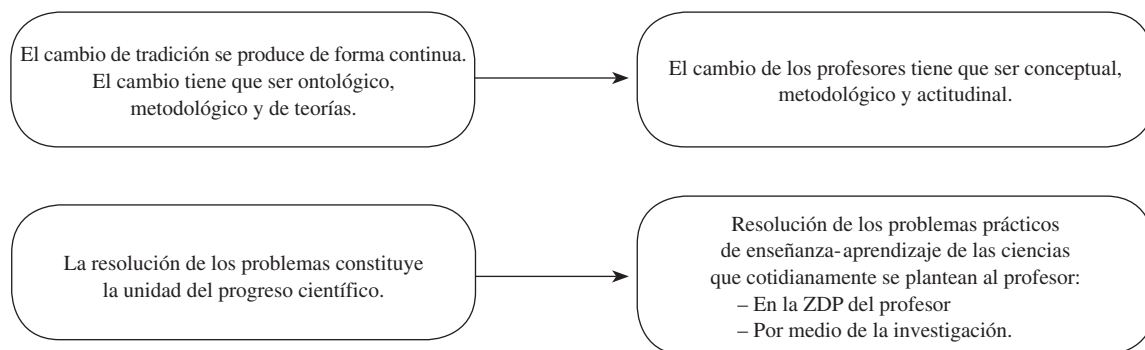 El cambio de tradición se produce de forma continua.
El cambio tiene que ser ontológico,
metodológico y de teorías.
El cambio de los profesores tiene que ser conceptual,
metodológico y actitudinal.
La resolución de los problemas constituye
la unidad del progreso científico.
Resolución de los problemas prácticos
de enseñanza-aprendizaje de las ciencias
que cotidianamente se plantean al profesor:
– En la ZDP del profesor
– Por medio de la investigación.